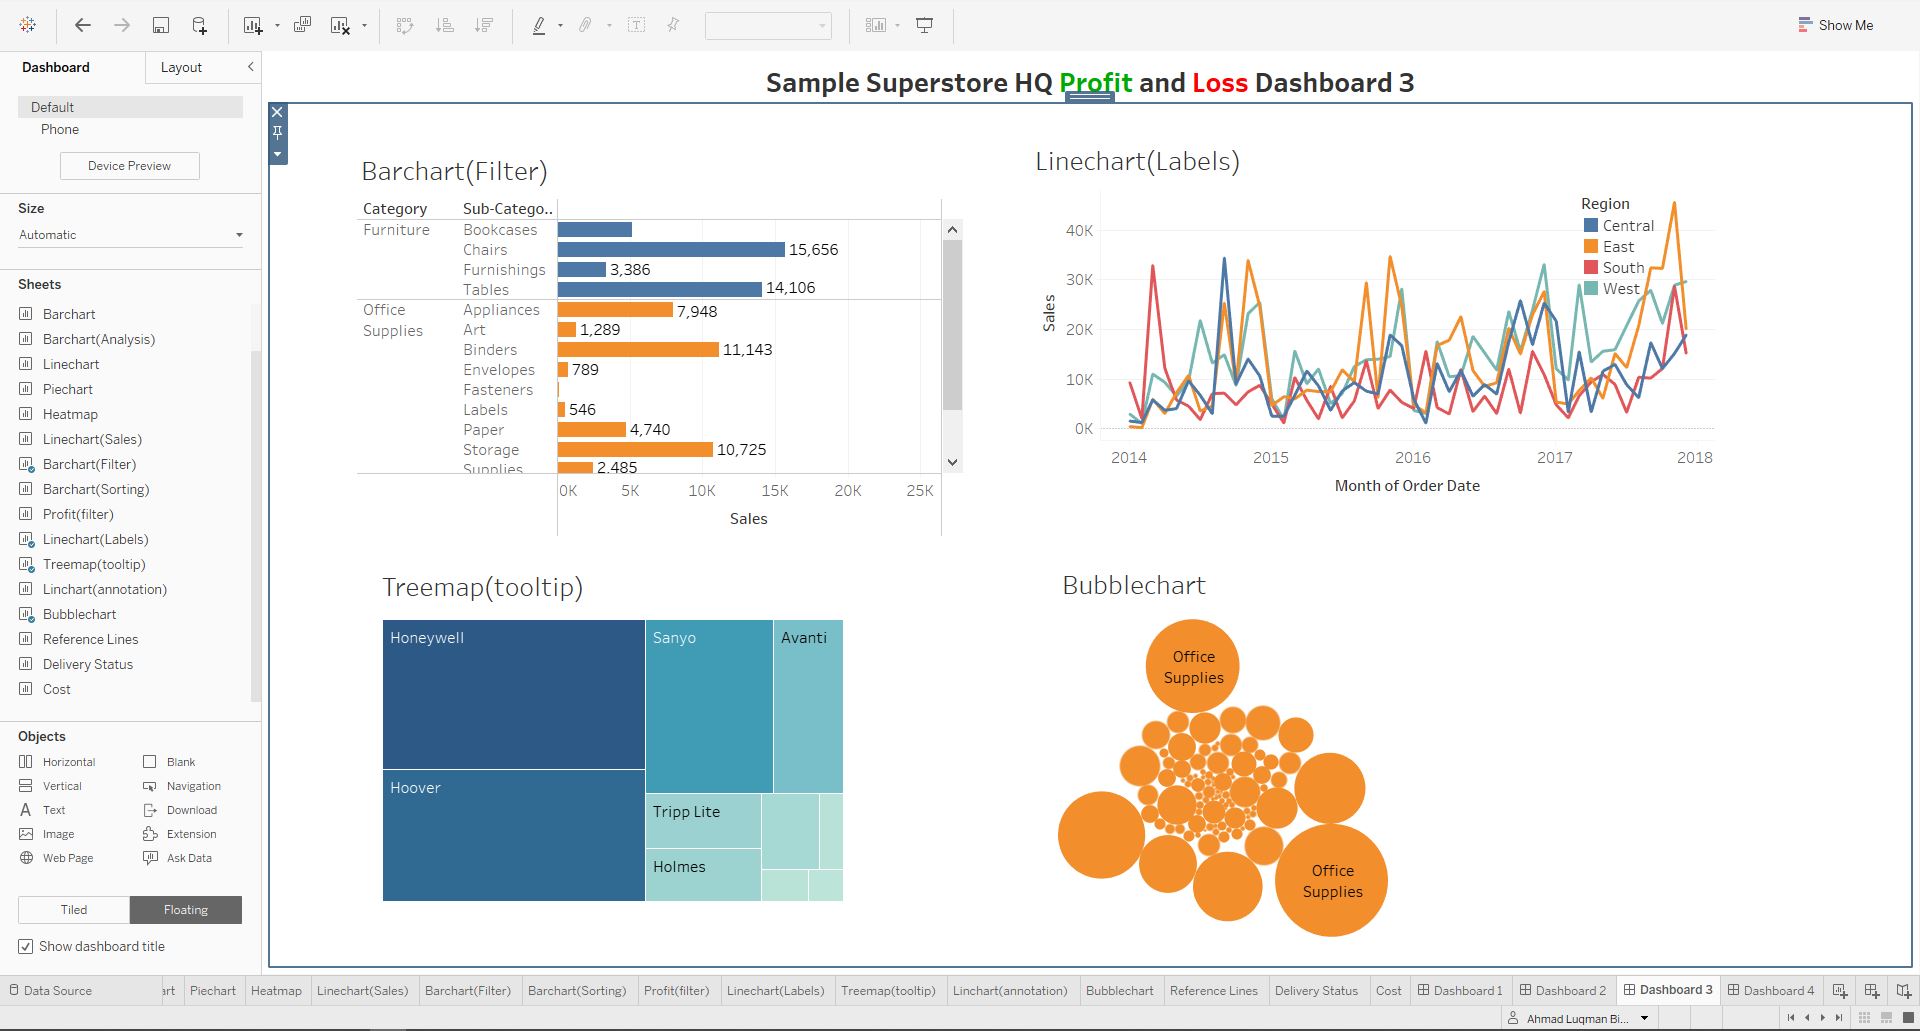 Show Me
Dashboard
Layout
Default
Phone
Device Preview
Size
Automatic
Sheets
Barchart
Barchart(Analysis)
Linechart
Piechart
Heatmap
Linechart(Sales)
Barchart(Filter)
Barchart(Sorting)
Profit(filter)
Linechart(Labels)
Treemap(tooltip)
Linchart(annotation)
Bubblechart
Reference Lines
Delivery Status
Cost
Objects
Horizontal Blank
Vertical Navigation
Text Download
Image Extension
Web Page Ask Data
Tiled Floating
Show dashboard title
Sample Superstore HQ Profit and Loss Dashboard 3
Barchart(Filter)
Category Sub-Catego..
Furniture Bookcases
Chairs 15,656
Furnishings 3,386
Tables 14,106
Office Supplies Appliances 7,948
Art 1,289
Binders 11,143
Envelopes 789
Fasteners
Labels 546
Paper 4,740
Storage 10,725
Supplies 2,485
0K 5K 10K 15K 20K 25K
Sales
Linechart(Labels)
Region
Central
East
South
West
40K
30K
20K
10K
0K
Sales
2014 2015 2016 2017 2018
Month of Order Date
Treemap(tooltip)
Honeywell
Sanyo
Avanti
Hoover
Tripp Lite
Holmes
Bubblechart
Office
Supplies
Office
Supplies
Data Source art Piechart Heatmap Linechart(Sales) Barchart(Filter) Barchart(Sorting) Profit(filter) Linechart(Labels) Treemap(tooltip) Linchart(annotation) Bubblechart Reference Lines Delivery Status Cost Dashboard 1 Dashboard 2 Dashboard 3 Dashboard 4
Ahmad Luqman Bi...